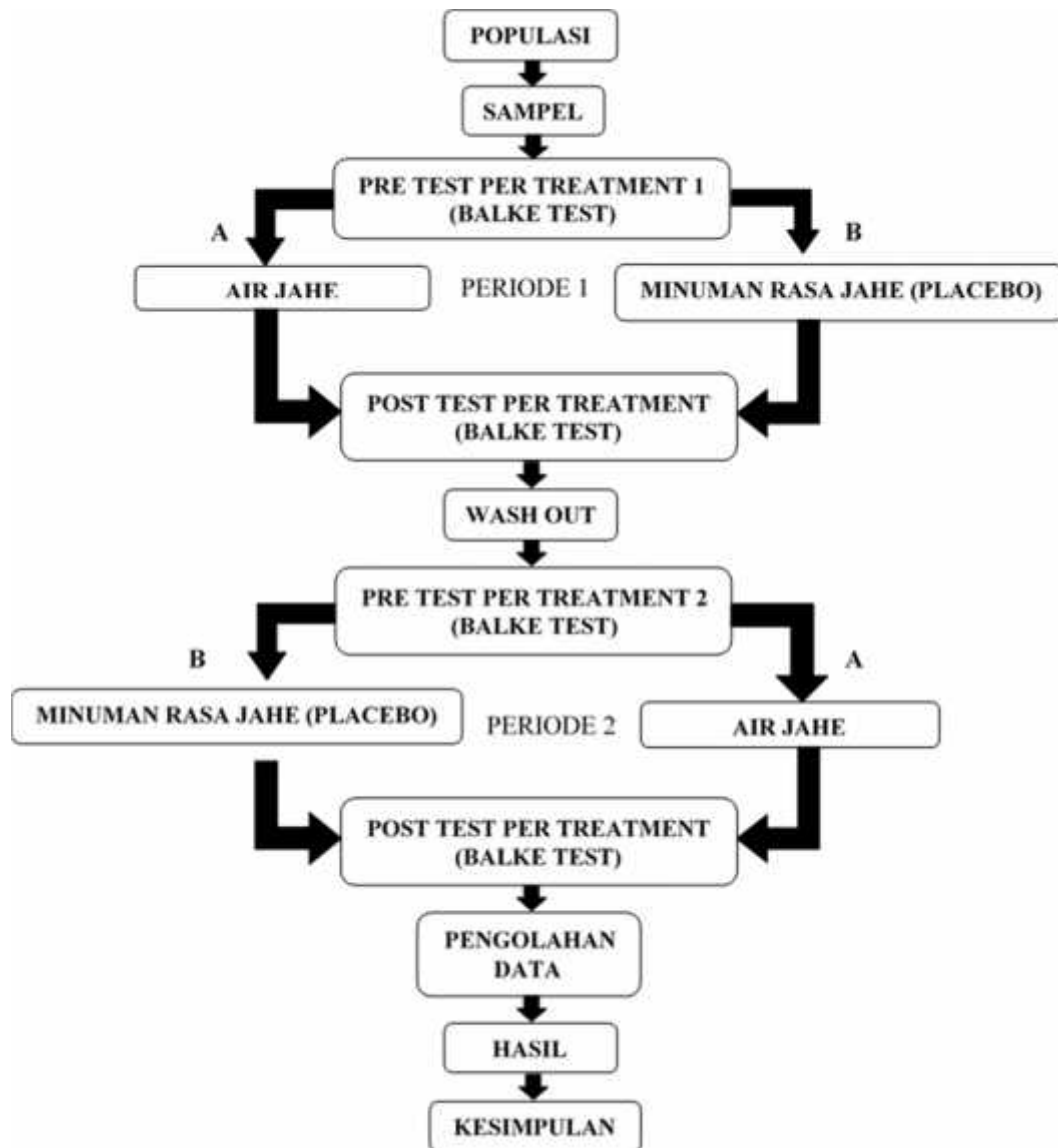 POPULASI
SAMPEL
PRE TEST PER TREATMENT 1
(BALKE TEST)
A
B
AIR JAHE
PERIODE 1
MINUMAN RASA JAHE (PLACEBO)
POST TEST PER TREATMENT
(BALKE TEST)
WASH OUT
PRE TEST PER TREATMENT 2
(BALKE TEST)
B
A
MINUMAN RASA JAHE (PLACEBO)
PERIODE 2
AIR JAHE
POST TEST PER TREATMENT
(BALKE TEST)
PENGOLAHAN
DATA
HASIL
KESIMPULAN